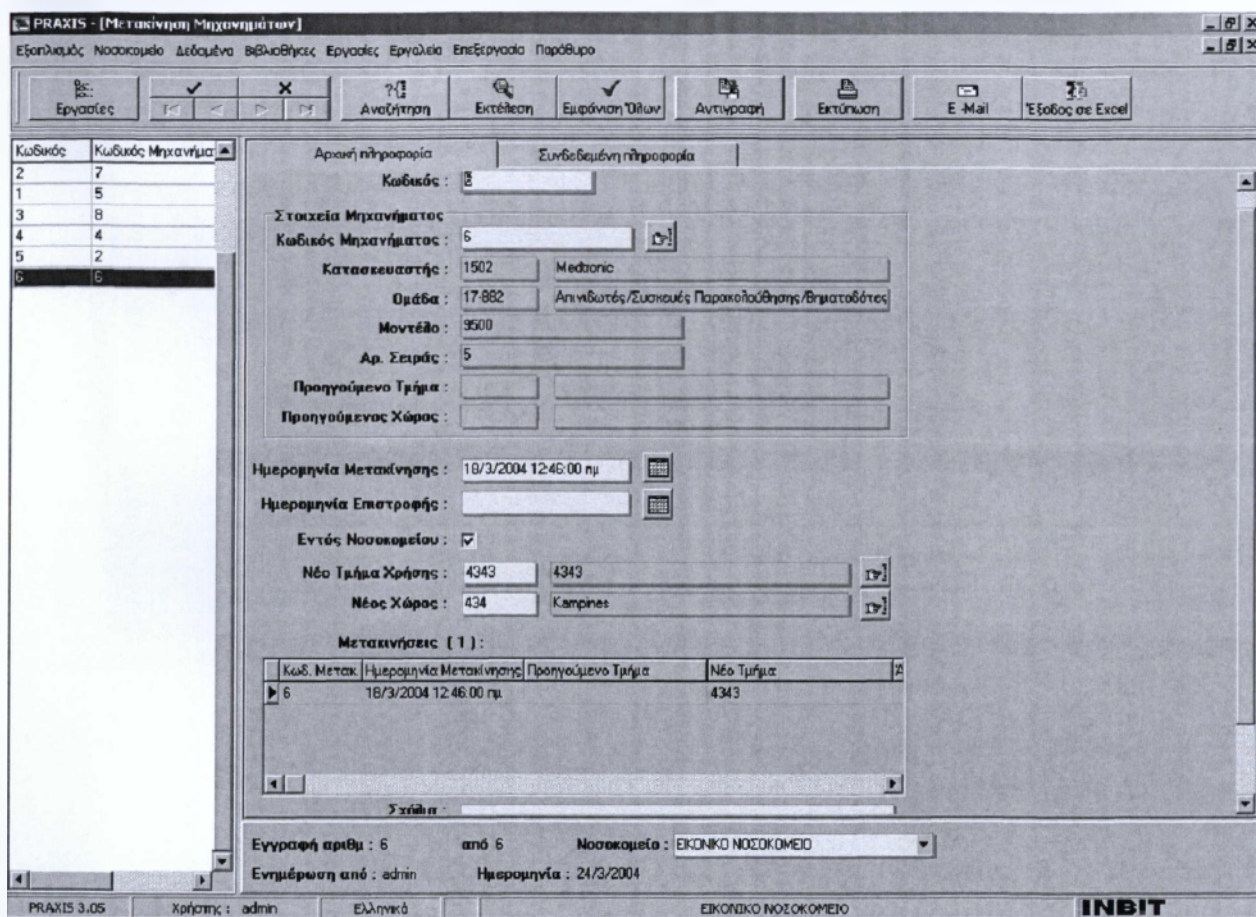 PRAXIS - [Μετακίνηση Μηχανημάτων]
Εξοπλισμός Νοσοκομείο Δεδομένα Βιβλιοθήκες Εργασίες Εργαλεία Επεξεργασία Παράθυρο
Εργασίες Αναζήτηση Εκτέλεση Εμφάνιση Όλων Αντιγραφή Εκτύπωση E-Mail Έξοδος σε Excel
Κωδικός Κωδικός Μηχανήμα
2 7
1 5
3 8
4 4
5 2
6 6
Αρχική πληροφορία Συνδεδεμένη πληροφορία
Κωδικός : 6
Στοιχεία Μηχανήματος
Κωδικός Μηχανήματος : 6
Κατασκευαστής : 1502 Medtronic
Ομάδα : 17-882 Απινιδωτές/Συσκευές Παρακολούθησης/Βηματοδότες
Μοντέλο : 9500
Αρ. Σειράς : 5
Προηγούμενο Τμήμα :
Προηγούμενος Χώρος :
Ημερομηνία Μετακίνησης : 18/3/2004 12:46:00 πμ
Ημερομηνία Επιστροφής :
Εντός Νοσοκομείου :
Νέο Τμήμα Χρήσης : 4343 4343
Νέος Χώρος : 434 Kampines
Μετακινήσεις ( 1 ) :
Κωδ. Μετακ. Ημερομηνία Μετακίνησης Προηγούμενο Τμήμα Νέο Τμήμα
6 18/3/2004 12:46:00 πμ 4343
Σχόλια :
Εγγραφή αριθμ : 6 από 6 Νοσοκομείο : ΕΙΚΟΝΙΚΟ ΝΟΣΟΚΟΜΕΙΟ
Ενημέρωση από : admin Ημερομηνία : 24/3/2004
PRAXIS 3.05 Χρήστης : admin Ελληνικά ΕΙΚΟΝΙΚΟ ΝΟΣΟΚΟΜΕΙΟ INBIT